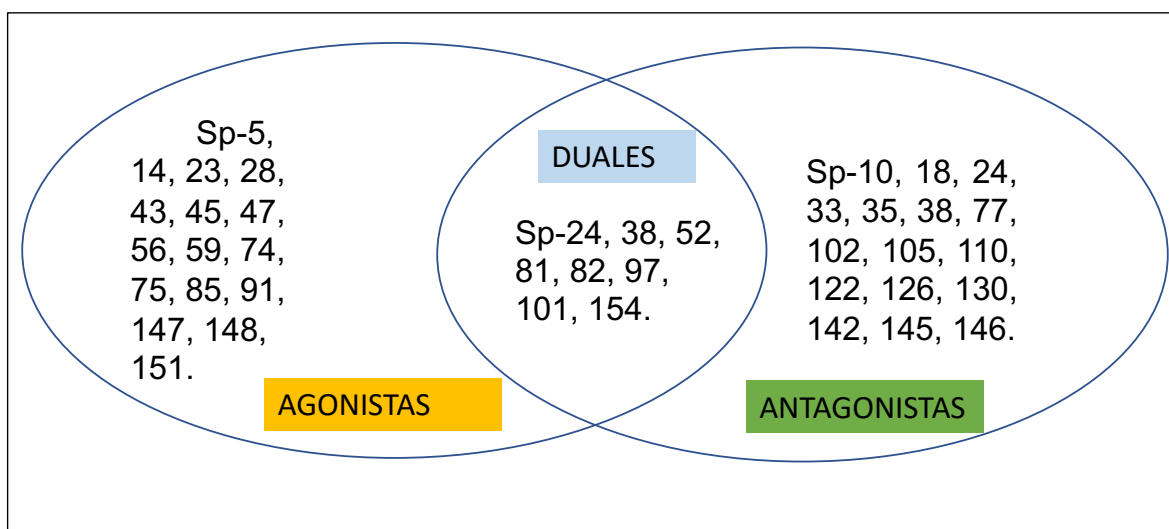 Sp-5,
14, 23, 28,
43, 45, 47,
56, 59, 74,
75, 85, 91,
147, 148,
151.
AGONISTAS
DUALES
Sp-24, 38, 52,
81, 82, 97,
101, 154.
Sp-10, 18, 24,
33, 35, 38, 77,
102, 105, 110,
122, 126, 130,
142, 145, 146.
ANTAGONISTAS